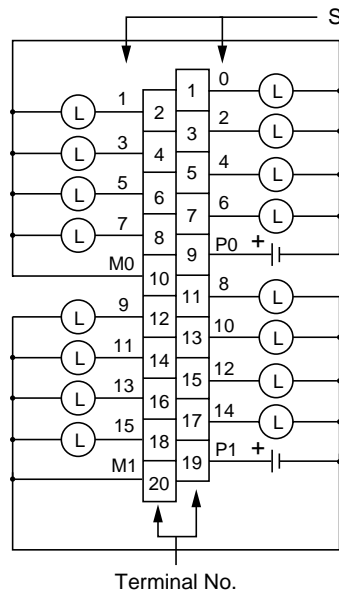 S
1 0
L 1 L
2
3 2
L 3 L
4
5 4
L 5 L
6
7 6
L 7 L
8
9 P0 +
M0
10
11 8
L 9 L
12
13 10
L 11 L
14
15 12
L 13 L
16
17 14
L 15 L
18
19 P1 +
M1
20
Terminal No.